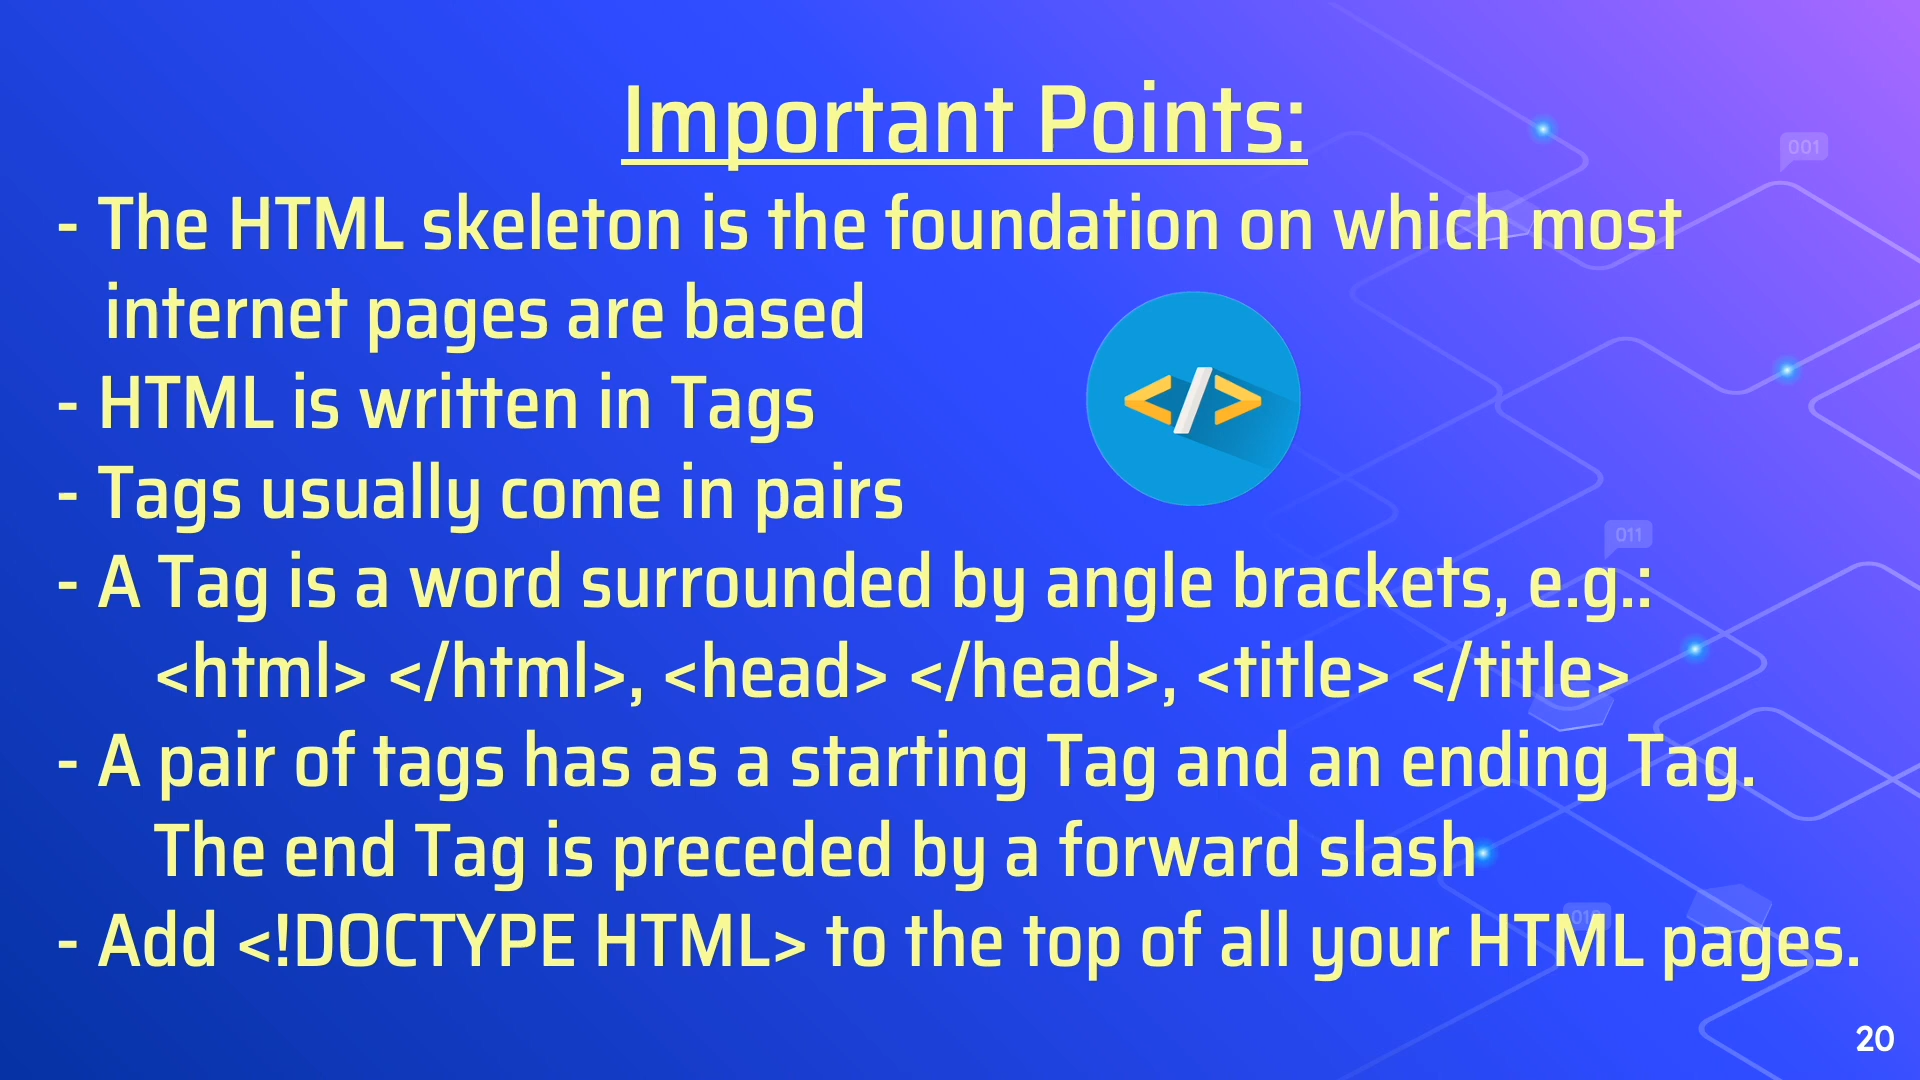 Important Points:
- The HTML skeleton is the foundation on which most
internet pages are based
- HTML is written in Tags
</>
- Tags usually come in pairs
- A Tag is a word surrounded by angle brackets, e.g.:
<html> </html>, <head> </head>, <title> </title>
- A pair of tags has as a starting Tag and an ending Tag.
The end Tag is preceded by a forward slash
- Add <!DOCTYPE HTML> to the top of all your HTML pages.
001
011
010
20